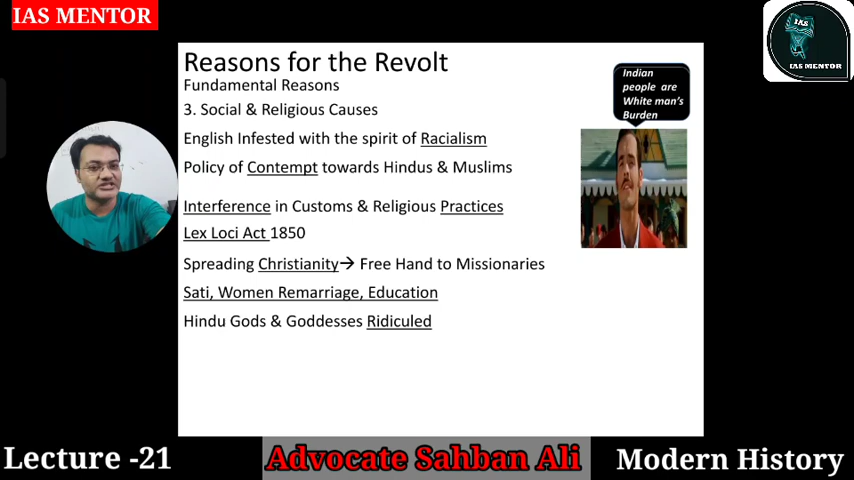 IAS MENTOR
IAS
IAS MENTOR
Reasons for the Revolt
Fundamental Reasons
3. Social & Religious Causes
English Infested with the spirit of Racialism
Policy of Contempt towards Hindus & Muslims
Interference in Customs & Religious Practices
Lex Loci Act 1850
Spreading Christianity→ Free Hand to Missionaries
Sati, Women Remarriage, Education
Hindu Gods & Goddesses Ridiculed
Indian
people are
White man's
Burden
Lecture -21
Advocate Sahban Ali
Modern History